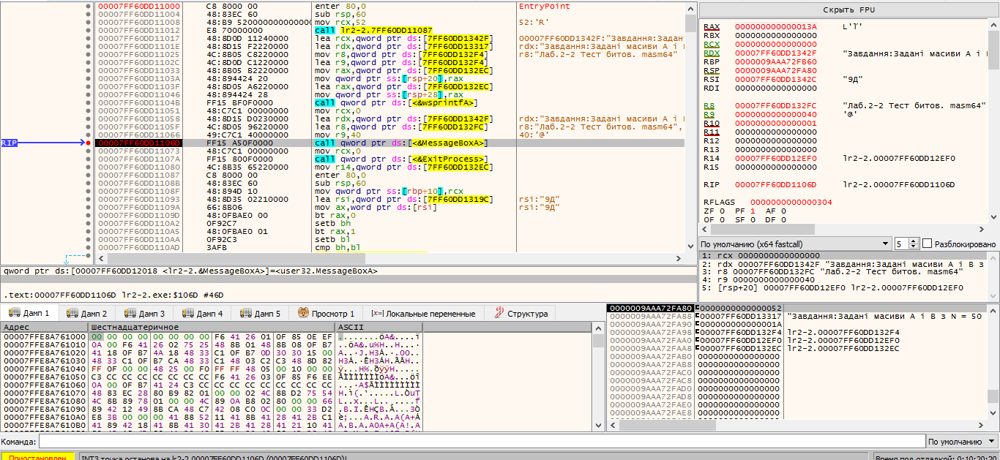 00007FF60DD11000 C8 8000 00 enter 80,0 EntryPoint
00007FF60DD11004 48:83EC 60 sub rsp,60
00007FF60DD11008 48:B9 5200000000000000 mov rcx,52 52:'R'
00007FF60DD11012 E8 70000000 call lr2-2.7FF60DD11087
00007FF60DD11017 48:8D0D 11240000 lea rcx,qword ptr ds:[7FF60DD1342F] 00007FF60DD1342F:"Завдання:Задан
00007FF60DD1101E 48:8D15 F2220000 lea rdx,qword ptr ds:[7FF60DD13317] rdx:"Завдання:Задані масиви A і
00007FF60DD11025 4C:8B05 C8220000 mov r8,qword ptr ds:[7FF60DD132F4] r8:"Лаб.2-2 Тест битов. masm64"
00007FF60DD1102C 4C:8D0D C1220000 lea r9,qword ptr ds:[7FF60DD132F4]
00007FF60DD11033 48:8B05 B2220000 mov rax,qword ptr ds:[7FF60DD132EC]
00007FF60DD1103A 48:894424 20 mov qword ptr ss:[rsp+20],rax
00007FF60DD1103F 48:8D05 A6220000 lea rax,qword ptr ds:[7FF60DD132EC]
00007FF60DD11046 48:894424 28 mov qword ptr ss:[rsp+28],rax
00007FF60DD1104B FF15 BF0F0000 call qword ptr ds:[<&wsprintfA>]
00007FF60DD11051 48:C7C1 00000000 mov rcx,0
00007FF60DD11058 48:8D15 D0230000 lea rdx,qword ptr ds:[7FF60DD1342F] rdx:"Завдання:Задані масиви A і
00007FF60DD1105F 4C:8D05 96220000 lea r8,qword ptr ds:[7FF60DD132FC] r8:"Лаб.2-2 Тест битов. masm64",
00007FF60DD11066 49:C7C1 40000000 mov r9,40 40:'@'
RIP 00007FF60DD1106D FF15 A50F0000 call qword ptr ds:[<&MessageBoxA>]
00007FF60DD11073 48:C7C1 00000000 mov rcx,0
00007FF60DD1107A FF15 800F0000 call qword ptr ds:[<&ExitProcess>]
00007FF60DD11080 4C:8B35 65220000 mov r14,qword ptr ds:[7FF60DD132EC]
00007FF60DD11087 C8 8000 00 enter 80,0
00007FF60DD1108B 48:83EC 60 sub rsp,60
00007FF60DD1108F 48:894D 10 mov qword ptr ss:[rbp+10],rcx
00007FF60DD11093 48:8D35 02210000 lea rsi,qword ptr ds:[7FF60DD1319C] rsi:"9Д"
00007FF60DD1109A 66:8B06 mov ax,word ptr ds:[rsi] rsi:"9Д"
00007FF60DD1109D 48:0FBAE0 00 bt rax,0
00007FF60DD110A2 0F92C7 setb bh
00007FF60DD110A5 48:0FBAE0 01 bt rax,1
00007FF60DD110AA 0F92C3 setb bl
00007FF60DD110AD 3AFB cmp bh,bl
Скрыть FPU
RAX 000000000000013A L'ĺ'
RBX 0000000000000000
RCX 0000000000000000
RDX 00007FF60DD1342F "Завдання:Задані масиви A і
RBP 0000009AAA72FB60
RSP 0000009AAA72FA80
RSI 00007FF60DD1342C "9Д"
RDI 0000000000000000
R8 00007FF60DD132FC "Лаб.2-2 Тест битов. masm64"
R9 0000000000000040 '@'
R10 0000000000000000
R11 0000000000000001
R12 0000000000000000
R13 0000000000000000
R14 00007FF60DD12EF0 lr2-2.00007FF60DD12EF0
R15 0000000000000000
RIP 00007FF60DD1106D lr2-2.00007FF60DD1106D
RFLAGS 0000000000000304
ZF 0 PF 1 AF 0
OF 0 SF 0 DF 0
По умолчанию (x64 fastcall) 5 Разблокировано
1: rcx 0000000000000000
2: rdx 00007FF60DD1342F "Завдання:Задані масиви A і B з
3: r8 00007FF60DD132FC "Лаб.2-2 Тест битов. masm64"
4: r9 0000000000000040
5: [rsp+20] 00007FF60DD12EF0 lr2-2.00007FF60DD12EF0
qword ptr ds:[00007FF60DD12018 <lr2-2.&MessageBoxA>]=<user32.MessageBoxA>
.text:00007FF60DD1106D lr2-2.exe:$106D #46D
Дамп 1 Дамп 2 Дамп 3 Дамп 4 Дамп 5 Просмотр 1 [x=] Локальные переменные Структура
Адрес Шестнадцатеричное ASCII
00007FFE8A761000 00 00 00 00 00 00 00 00 F6 41 26 01 0F 85 0E EF
00007FFE8A761010 0A 00 F6 41 26 02 75 25 48 8B 01 48 8B 08 0F B7
00007FFE8A761020 41 18 0F B7 4A 18 48 33 C1 0F B7 0D 30 30 15 00
00007FFE8A761030 48 33 C1 0F B7 CA 48 33 C1 48 03 C2 C3 48 8D 82
00007FFE8A761040 FF 0F 00 00 48 25 00 F0 FF FF 48 05 00 10 00 00
00007FFE8A761050 C3 CC CC CC CC CC CC CC F6 41 26 03 0F 85 F6 EE
00007FFE8A761060 0A 00 0F B7 41 24 C3 CC CC CC CC CC CC CC CC CC
00007FFE8A761070 48 83 EC 28 80 B9 82 01 00 00 02 4C 8B D2 75 54
00007FFE8A761080 4C 8B 89 78 01 00 00 4C 89 0A B8 02 80 00 00 66
00007FFE8A761090 89 42 12 49 8B CA 48 C7 42 08 C0 0C 00 00 33 D2
00007FFE8A7610A0 E8 3B 00 00 00 41 88 52 11 41 8B 41 28 41 2B C1
00007FFE8A7610B0 41 89 42 18 41 8B 41 30 41 2B 41 28 41 21 10 41
0000009AAA72FA80 0000000000000052
0000009AAA72FA88 00007FF60DD13317 "Завдання:Задані масиви A і B з N = 50
0000009AAA72FA90 000000000000001A
0000009AAA72FA98 00007FF60DD132F4 lr2-2.00007FF60DD132F4
0000009AAA72FAA0 00007FF60DD12EF0 lr2-2.00007FF60DD12EF0
0000009AAA72FAA8 00007FF60DD132EC lr2-2.00007FF60DD132EC
0000009AAA72FAB0 0000000000000000
0000009AAA72FAB8 0000000000000000
0000009AAA72FAC0 0000000000000000
0000009AAA72FAC8 0000000000000000
0000009AAA72FAD0 0000000000000000
0000009AAA72FAD8 0000000000000000
0000009AAA72FAE0 0000000000000000
0000009AAA72FAE8 0000000000000000
Команда: По умолчанию
Приостановлен INT3 точка останова на lr2-2.00007FF60DD1106D (00007FF60DD1106D)! Время под отладкой: 0:10:20:20